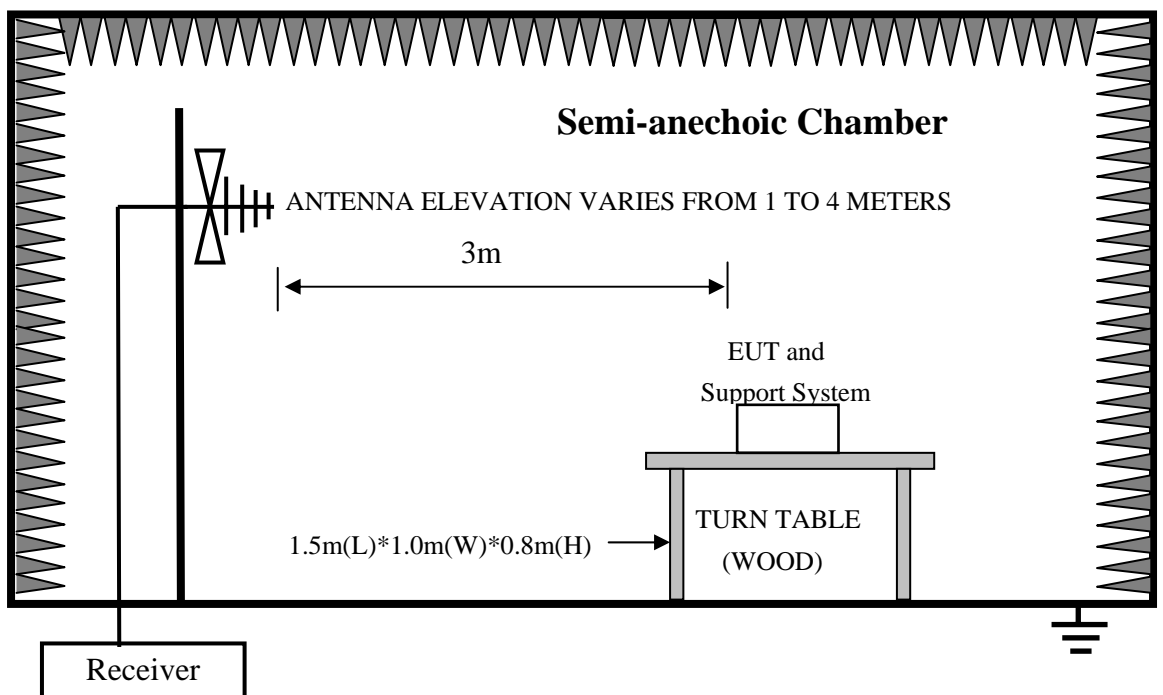 Semi-anechoic Chamber
ANTENNA ELEVATION VARIES FROM 1 TO 4 METERS
3m
EUT and
Support System
TURN TABLE
(WOOD)
1.5m(L)*1.0m(W)*0.8m(H)
Receiver